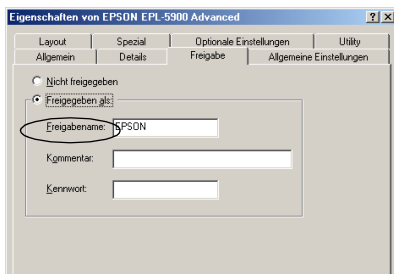 Eigenschaften von EPSON EPL-5900 Advanced
Layout Spezial Optionale Einstellungen Utility
Allgemein Details Freigabe Allgemeine Einstellungen
Nicht freigegeben
Freigegeben als:
Freigabename: EPSON
Kommentar:
Kennwort: